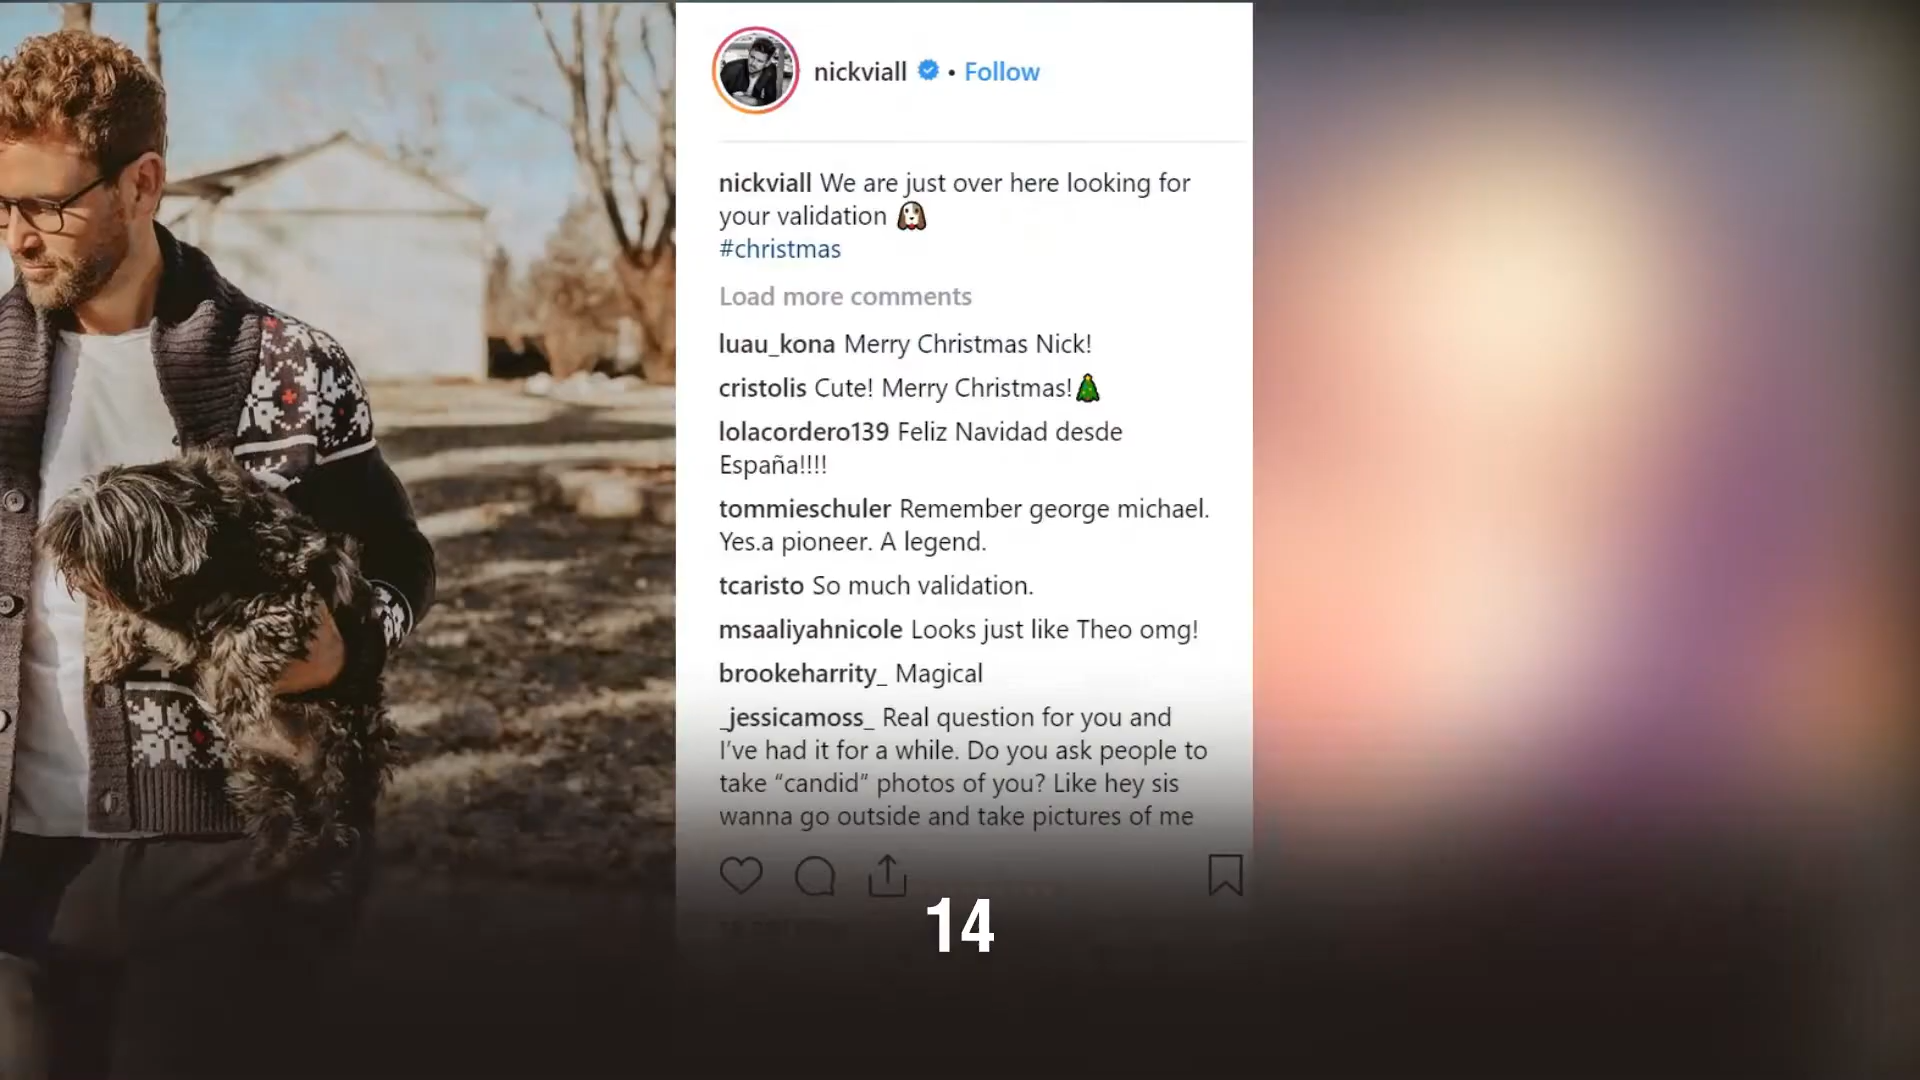 nickviall • Follow
nickviall We are just over here looking for
your validation
#christmas
Load more comments
luau_kona Merry Christmas Nick!
cristolis Cute! Merry Christmas!
lolacordero139 Feliz Navidad desde
España!!!!
tommieschuler Remember george michael.
Yes.a pioneer. A legend.
tcaristo So much validation.
msaaliyahnicole Looks just like Theo omg!
brookeharrity_ Magical
_jessicamoss_ Real question for you and
I've had it for a while. Do you ask people to
take “candid” photos of you? Like hey sis
wanna go outside and take pictures of me
14